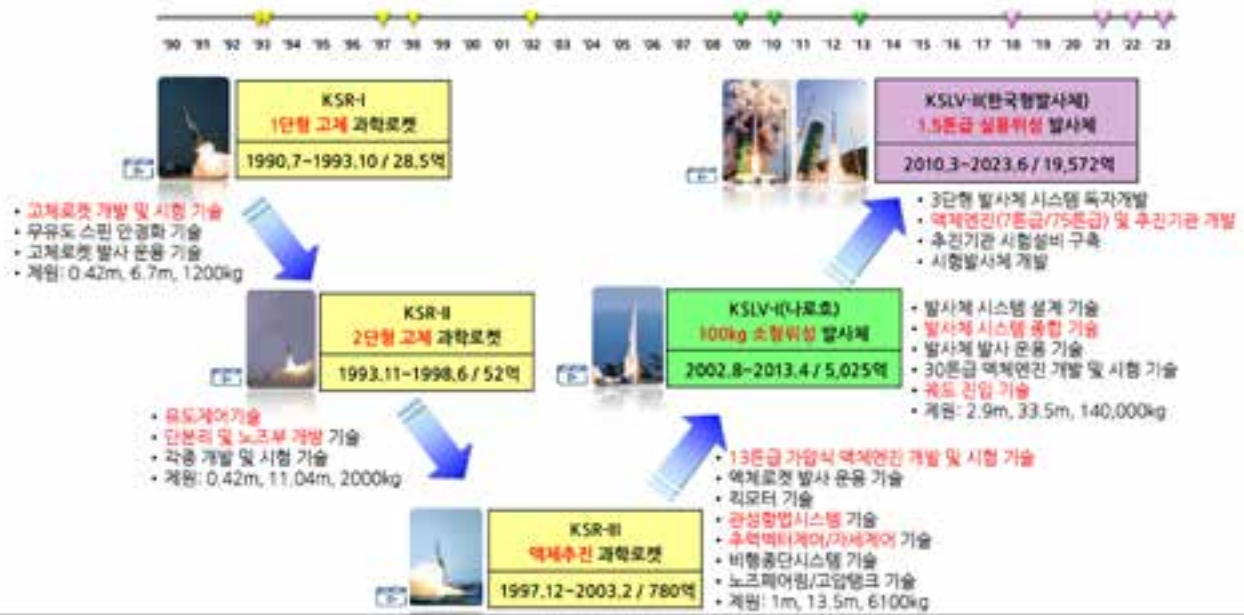 '90 '91 '92 '93 '94 '95 '96 '97 '98 '99 '00 '01 '02 '03 '04 '05 '06 '07 '08 '09 '10 '11 '12 '13 '14 '15 '16 '17 '18 '19 '20 '21 '22 '23
KSR-I
1단형 고체 과학로켓
1990.7~1993.10 / 28.5억
• 고체로켓 개발 및 시험 기술
• 무유도 스핀 안정화 기술
• 고체로켓 발사 운용 기술
• 제원: 0.42m, 6.7m, 1200kg
KSR-II
2단형 고체 과학로켓
1993.11~1998.6 / 52억
• 유도제어기술
• 단분리 및 노즈부 개방 기술
• 각종 개발 및 시험 기술
• 제원: 0.42m, 11.04m, 2000kg
KSR-III
액체추진 과학로켓
1997.12~2003.2 / 780억
• 13톤급 가압식 액체엔진 개발 및 시험 기술
• 액체로켓 발사 운용 기술
• 킥모터 기술
• 관성항법시스템 기술
• 추력벡터제어/자세제어 기술
• 비행종단시스템 기술
• 노즈페어링/고압탱크 기술
• 제원: 1m, 13.5m, 6100kg
KSLV-I(나로호)
100kg 소형위성 발사체
2002.8~2013.4 / 5,025억
• 발사체 시스템 설계 기술
• 발사체 시스템 종합 기술
• 발사체 발사 운용 기술
• 30톤급 액체엔진 개발 및 시험 기술
• 궤도 진입 기술
• 제원: 2.9m, 33.5m, 140,000kg
KSLV-II(한국형발사체)
1.5톤급 실용위성 발사체
2010.3~2023.6 / 19,572억
• 3단형 발사체 시스템 독자개발
• 액체엔진(7톤급/75톤급) 및 추진기관 개발
• 추진기관 시험설비 구축
• 시험발사체 개발